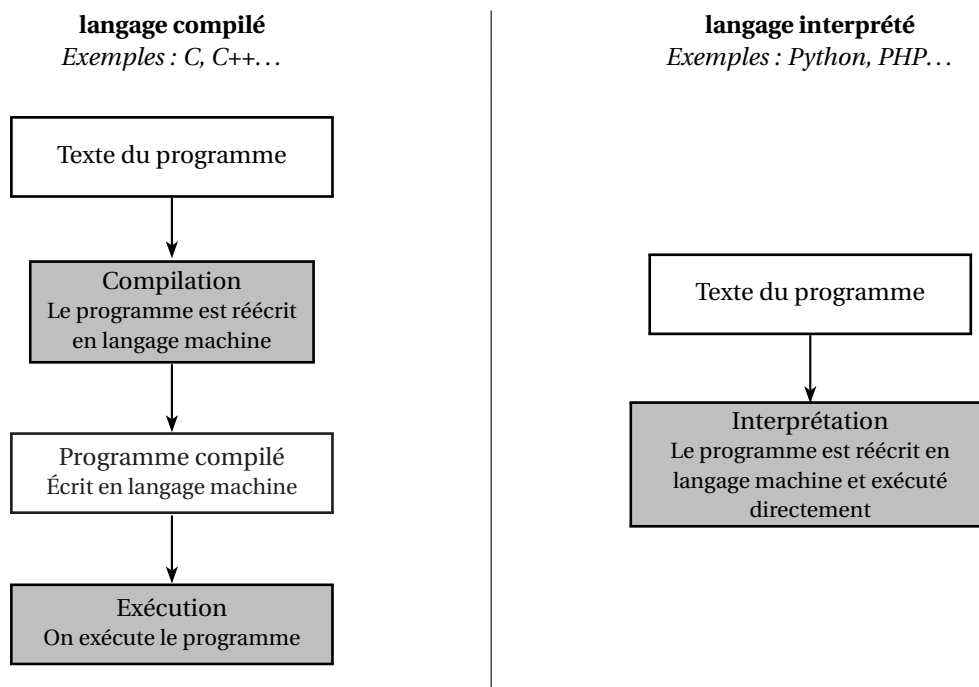 langage compilé
Exemples : C, C++...
Texte du programme
Compilation
Le programme est réécrit
en langage machine
Programme compilé
Écrit en langage machine
Exécution
On exécute le programme
langage interprété
Exemples : Python, PHP...
Texte du programme
Interprétation
Le programme est réécrit en
langage machine et exécuté
directement